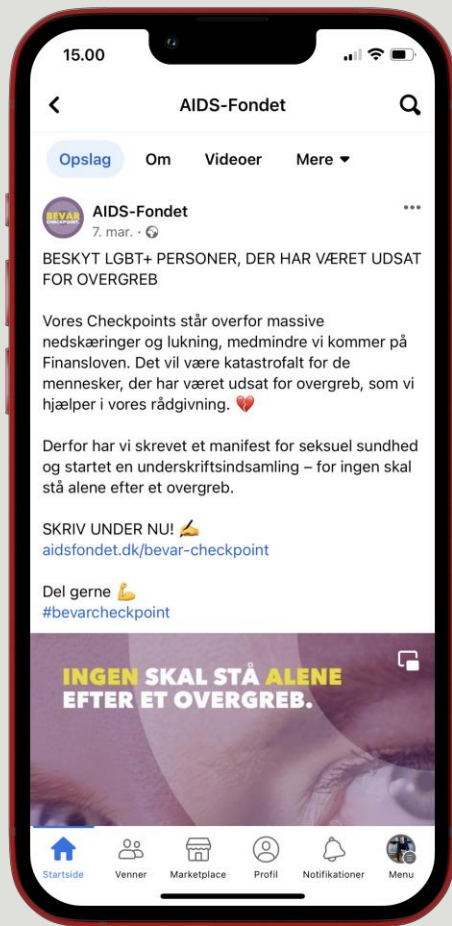 15.00
AIDS-Fondet
Opslag Om Videoer Mere
BEVAR
CHECKPOINT.
AIDS-Fondet
7. mar.
BESKYT LGBT+ PERSONER, DER HAR VÆRET UDSAT
FOR OVERGREB
Vores Checkpoints står overfor massive
nedskæringer og lukning, medmindre vi kommer på
Finansloven. Det vil være katastrofalt for de
mennesker, der har været udsat for overgreb, som vi
hjælper i vores rådgivning. 💔
Derfor har vi skrevet et manifest for seksuel sundhed
og startet en underskriftsindsamling – for ingen skal
stå alene efter et overgreb.
SKRIV UNDER NU! ✍️
aidsfondet.dk/bevar-checkpoint
Del gerne 💪
#bevarcheckpoint
INGEN SKAL STÅ ALENE
EFTER ET OVERGREB.
Startside Venner Marketplace Profil Notifikationer Menu